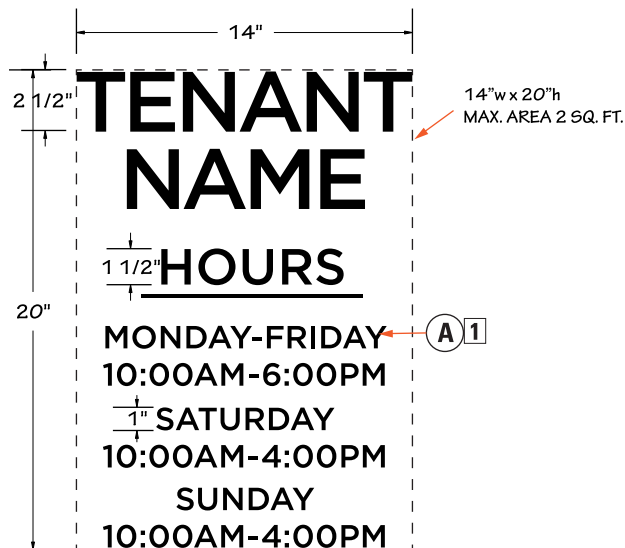 14"
2 1/2"
TENANT
NAME
14"w x 20"h
MAX. AREA 2 SQ. FT.
1 1/2"
HOURS
20"
MONDAY-FRIDAY
A 1
10:00AM-6:00PM
1"
SATURDAY
10:00AM-4:00PM
SUNDAY
10:00AM-4:00PM